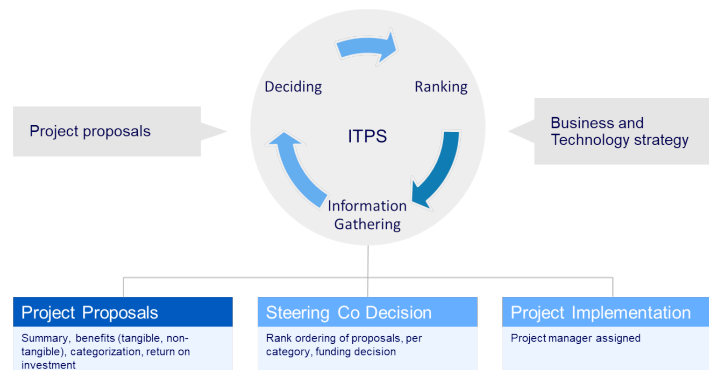 Deciding
Ranking
Project proposals
ITPS
Business and
Technology strategy
Information
Gathering
Project Proposals
Summary, benefits (tangible, non-
tangible), categorization, return on
investment
Steering Co Decision
Rank ordering of proposals, per
category, funding decision
Project Implementation
Project manager assigned